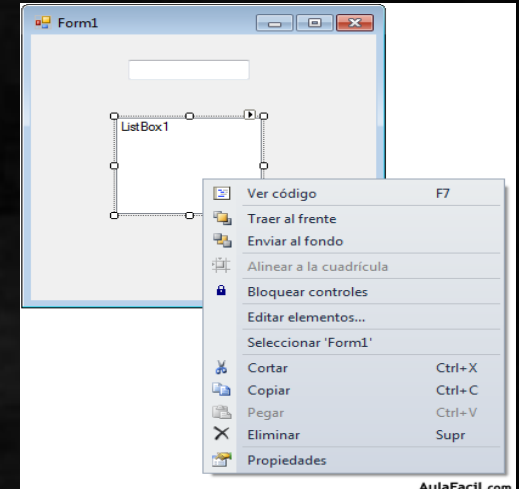 Form1
ListBox1
Ver código F7
Traer al frente
Enviar al fondo
Alinear a la cuadrícula
Bloquear controles
Editar elementos...
Seleccionar 'Form1'
Cortar Ctrl+X
Copiar Ctrl+C
Pegar Ctrl+V
Eliminar Supr
Propiedades
AulaFacil.com